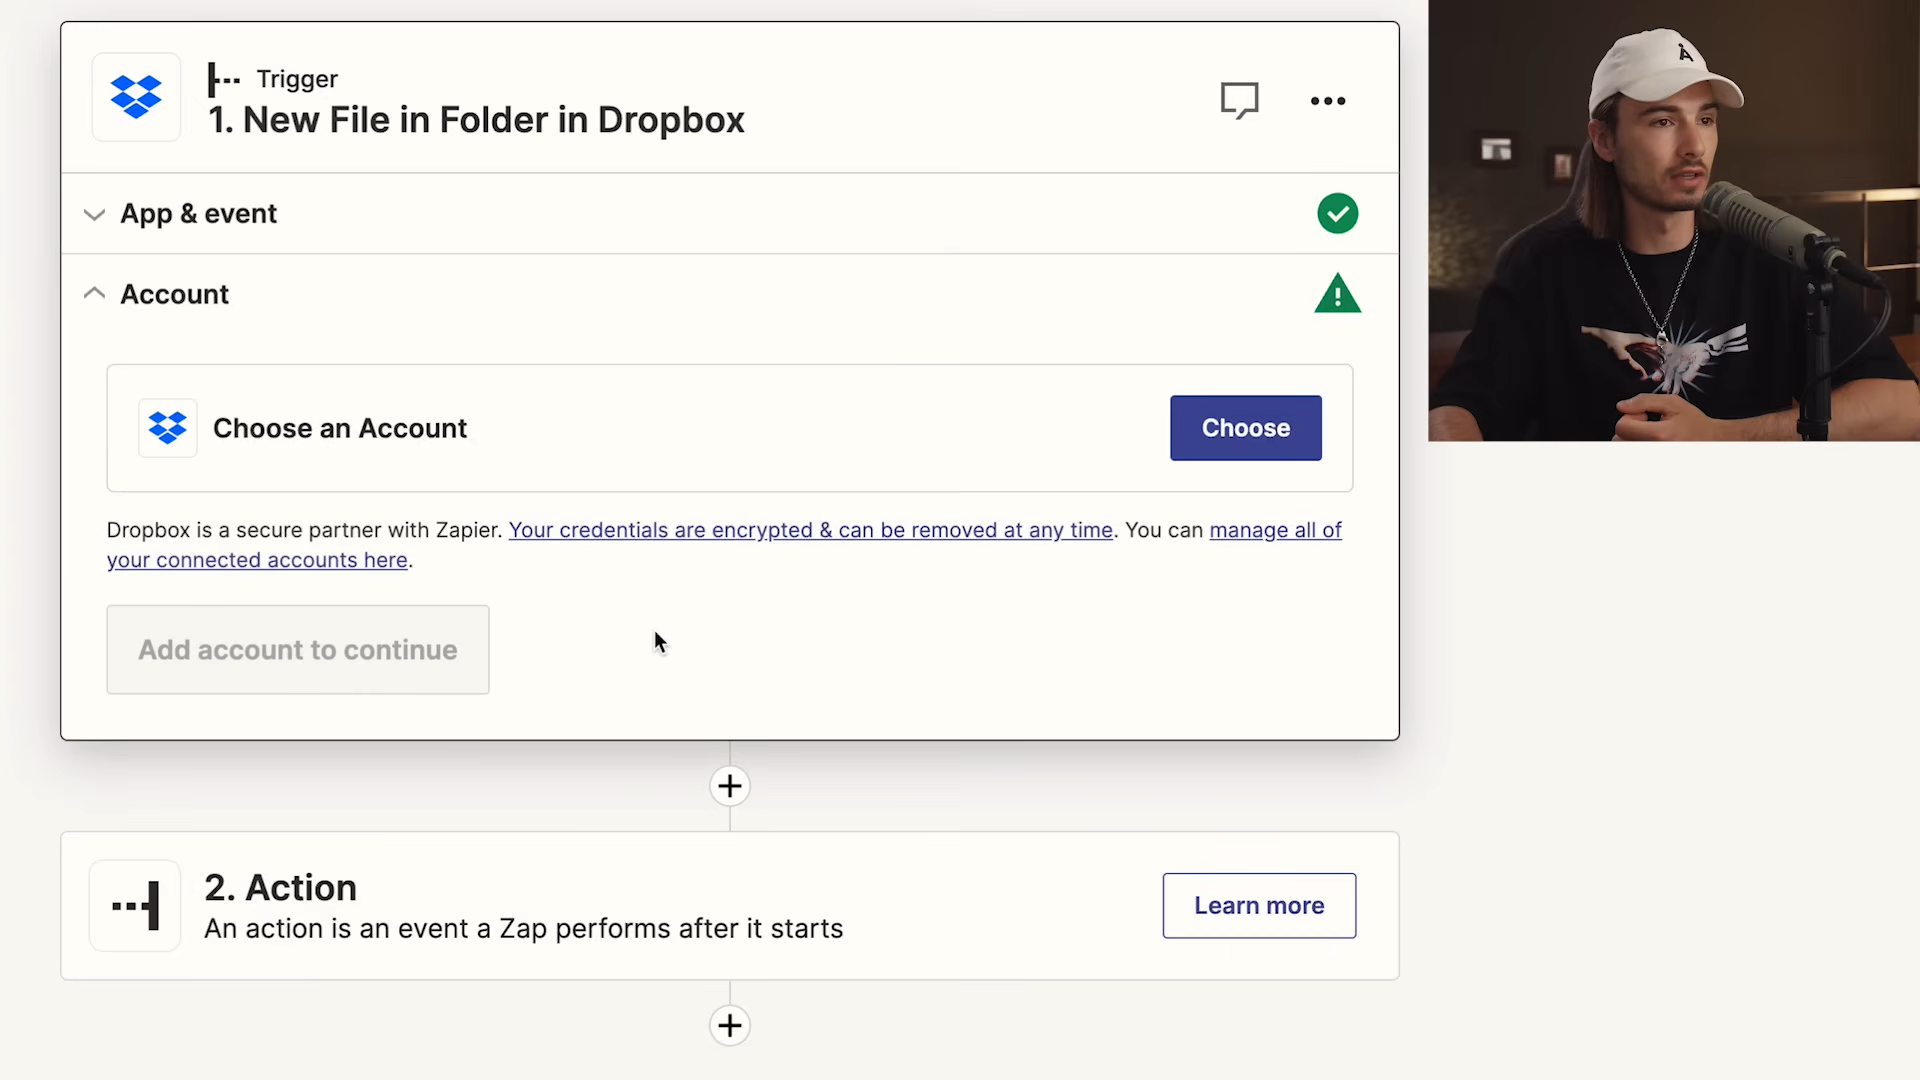 Trigger
1. New File in Folder in Dropbox
App & event
Account
Choose an Account
Choose
Dropbox is a secure partner with Zapier. Your credentials are encrypted & can be removed at any time. You can manage all of
your connected accounts here.
Add account to continue
2. Action
An action is an event a Zap performs after it starts
Learn more